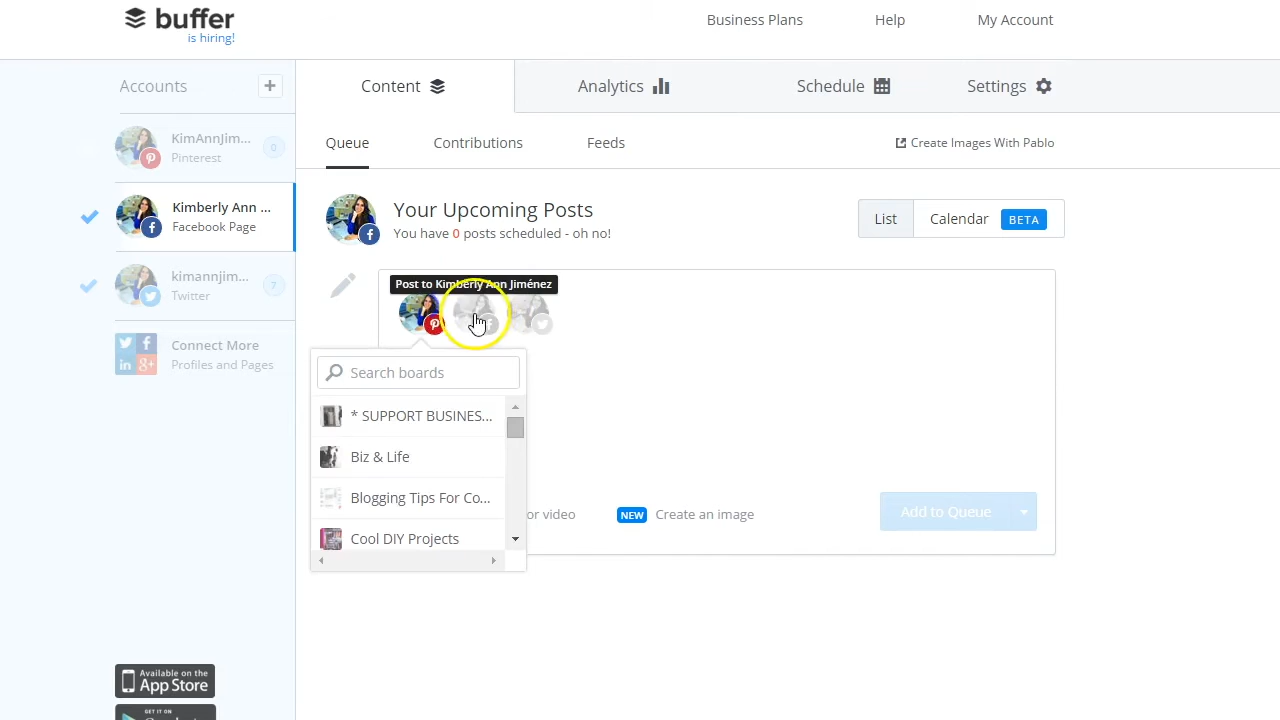 buffer
is hiring!
Business Plans
Help
My Account
Accounts
+
Content
Analytics
Schedule
Settings
KimAnnJim...
Pinterest
0
Queue
Contributions
Feeds
Create Images With Pablo
Kimberly Ann ...
Facebook Page
Your Upcoming Posts
You have 0 posts scheduled - oh no!
List
Calendar BETA
kimannjim...
Twitter
7
Post to Kimberly Ann Jiménez
Connect More
Profiles and Pages
Search boards
* SUPPORT BUSINES...
Biz & Life
Blogging Tips For Co...
Cool DIY Projects
or video
NEW Create an image
Add to Queue
Available on the
App Store
GET IT ON